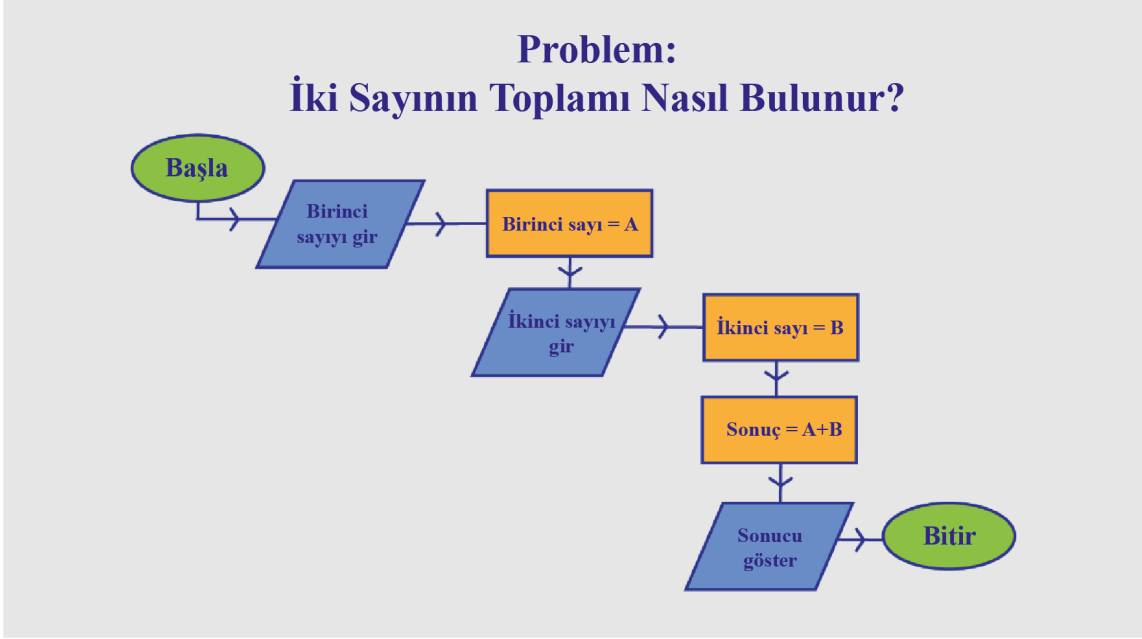 Problem:
İki Sayının Toplamı Nasıl Bulunur?
Başla
Birinci
sayıyı gir
Birinci sayı = A
İkinci sayıyı
gir
İkinci sayı = B
Sonuç = A+B
Sonucu
göster
Bitir